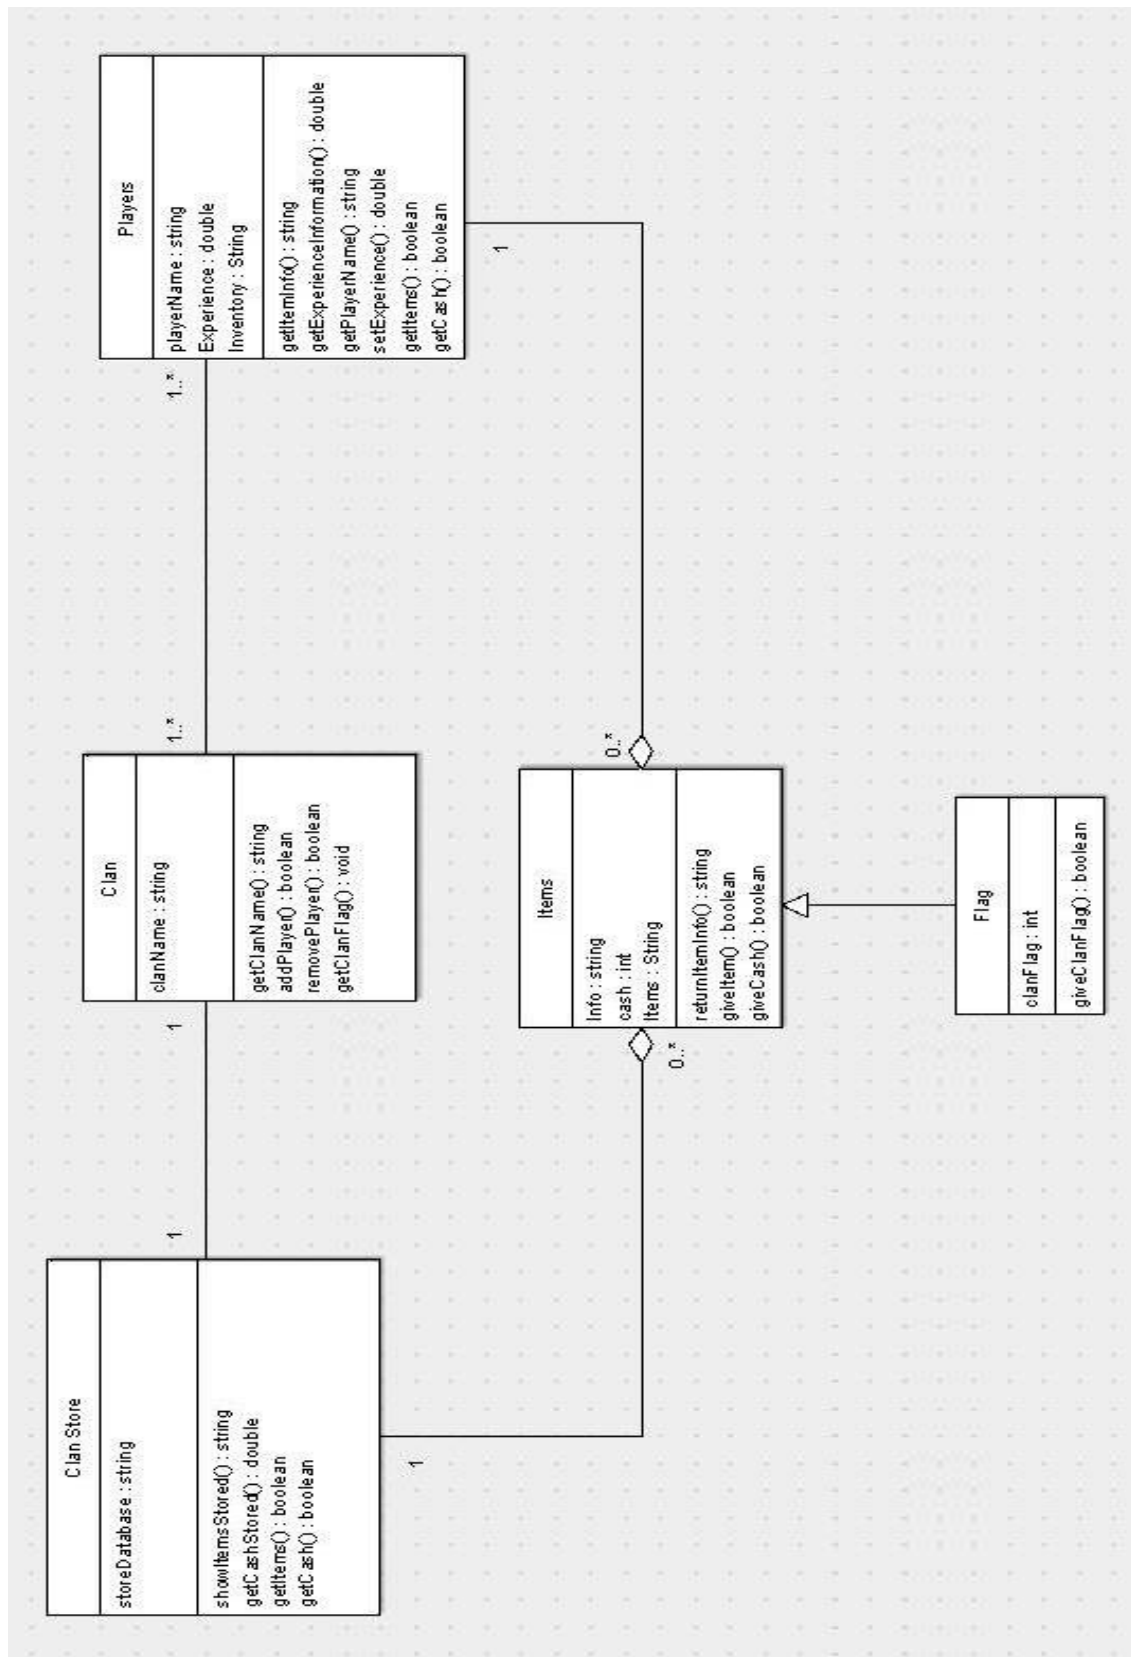 Clan Store
storeDatabase : string
showItemsStored() : string
getCashStored() : double
getItems() : boolean
getCash() : boolean
1
1
1
Clan
clanName : string
getClanName() : string
addPlayer() : boolean
removePlayer() : boolean
getClanFlag() : void
1..*
1..*
Players
playerName : string
Experience : double
Inventory : String
getItemInfo() : string
getExperienceInformation() : double
getPlayerName() : string
setExperience() : double
getItems() : boolean
getCash() : boolean
1
0..*
0..*
Items
Info : string
cash : int
Items : String
returnItemInfo() : string
giveItem() : boolean
giveCash() : boolean
Flag
clanFlag : int
giveClanFlag() : boolean